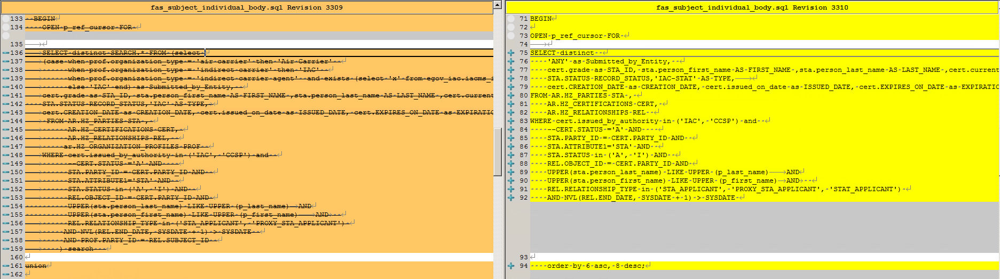 fas_subject_individual_body.sql Revision 3309
133 BEGIN
134 OPEN p_ref_cursor FOR
135
136 SELECT distinct SEARCH.* FROM (select
137 (case when prof.organization_type = 'air carrier' then 'Air Carrier'
138 when prof.organization_type = 'indirect carrier' then 'IAC'
139 when prof.organization_type = 'indirect carrier agent' and exists (select 'x' from egov_iac.iacms_i
140 else 'IAC' end) as Submitted_by_Entity,
141 cert.grade as STA_ID, sta.person_first_name AS FIRST_NAME ,sta.person_last_name AS LAST_NAME ,cert.current
142 STA.STATUS RECORD_STATUS,'IAC' AS TYPE,
143 cert.CREATION_DATE as CREATION_DATE, cert.issued_on_date as ISSUED_DATE, cert.EXPIRES_ON_DATE as EXPIRATIO
144 FROM AR.HZ_PARTIES STA ,
145 AR.HZ_CERTIFICATIONS CERT,
146 AR.HZ_RELATIONSHIPS REL,
147 ar.HZ_ORGANIZATION_PROFILES PROF
148 WHERE cert.issued_by_authority in ('IAC', 'CCSP') and
149 --CERT.STATUS ='A' AND
150 STA.PARTY_ID = CERT.PARTY_ID AND
151 STA.ATTRIBUTE1='STA' AND
152 STA.STATUS in ('A', 'I') AND
153 REL.OBJECT_ID = CERT.PARTY_ID AND
154 UPPER(sta.person_last_name) LIKE UPPER (p_last_name) AND
155 UPPER(sta.person_first_name) LIKE UPPER (p_first_name) AND
156 REL.RELATIONSHIP_TYPE in ('STA_APPLICANT', 'PROXY_STA_APPLICANT')
157 AND NVL(REL.END_DATE, SYSDATE + 1) > SYSDATE
158 AND PROF.PARTY_ID = REL.SUBJECT_ID
159 ) search
160
161 union
162
fas_subject_individual_body.sql Revision 3310
71 BEGIN
72
73 OPEN p_ref_cursor FOR
74
75 SELECT distinct
76 'ANY' as Submitted_by_Entity,
77 cert.grade as STA_ID, sta.person_first_name AS FIRST_NAME ,sta.person_last_name AS LAST_NAME ,cert.current
78 STA.STATUS RECORD_STATUS,'IAC-STAT' AS TYPE,
79 cert.CREATION_DATE as CREATION_DATE, cert.issued_on_date as ISSUED_DATE, cert.EXPIRES_ON_DATE as EXPIRATIO
80 FROM AR.HZ_PARTIES STA ,
81 AR.HZ_CERTIFICATIONS CERT,
82 AR.HZ_RELATIONSHIPS REL
83 WHERE cert.issued_by_authority in ('IAC', 'CCSP') and
84 --CERT.STATUS ='A' AND
85 STA.PARTY_ID = CERT.PARTY_ID AND
86 STA.ATTRIBUTE1='STA' AND
87 STA.STATUS in ('A', 'I') AND
88 REL.OBJECT_ID = CERT.PARTY_ID AND
89 UPPER(sta.person_last_name) LIKE UPPER (p_last_name) AND
90 UPPER(sta.person_first_name) LIKE UPPER (p_first_name) AND
91 REL.RELATIONSHIP_TYPE in ('STA_APPLICANT', 'PROXY_STA_APPLICANT', 'STAT_APPLICANT')
92 AND NVL(REL.END_DATE, SYSDATE + 1) > SYSDATE
93
94 order by 6 asc, 8 desc;